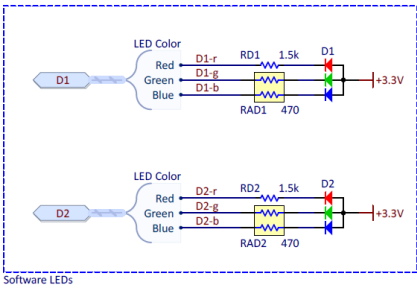 LED Color
Red D1-r RD1 1.5k D1
D1 Green D1-g +3.3V
Blue D1-b
RAD1 470
LED Color
Red D2-r RD2 1.5k D2
D2 Green D2-g +3.3V
Blue D2-b
RAD2 470
Software LEDs